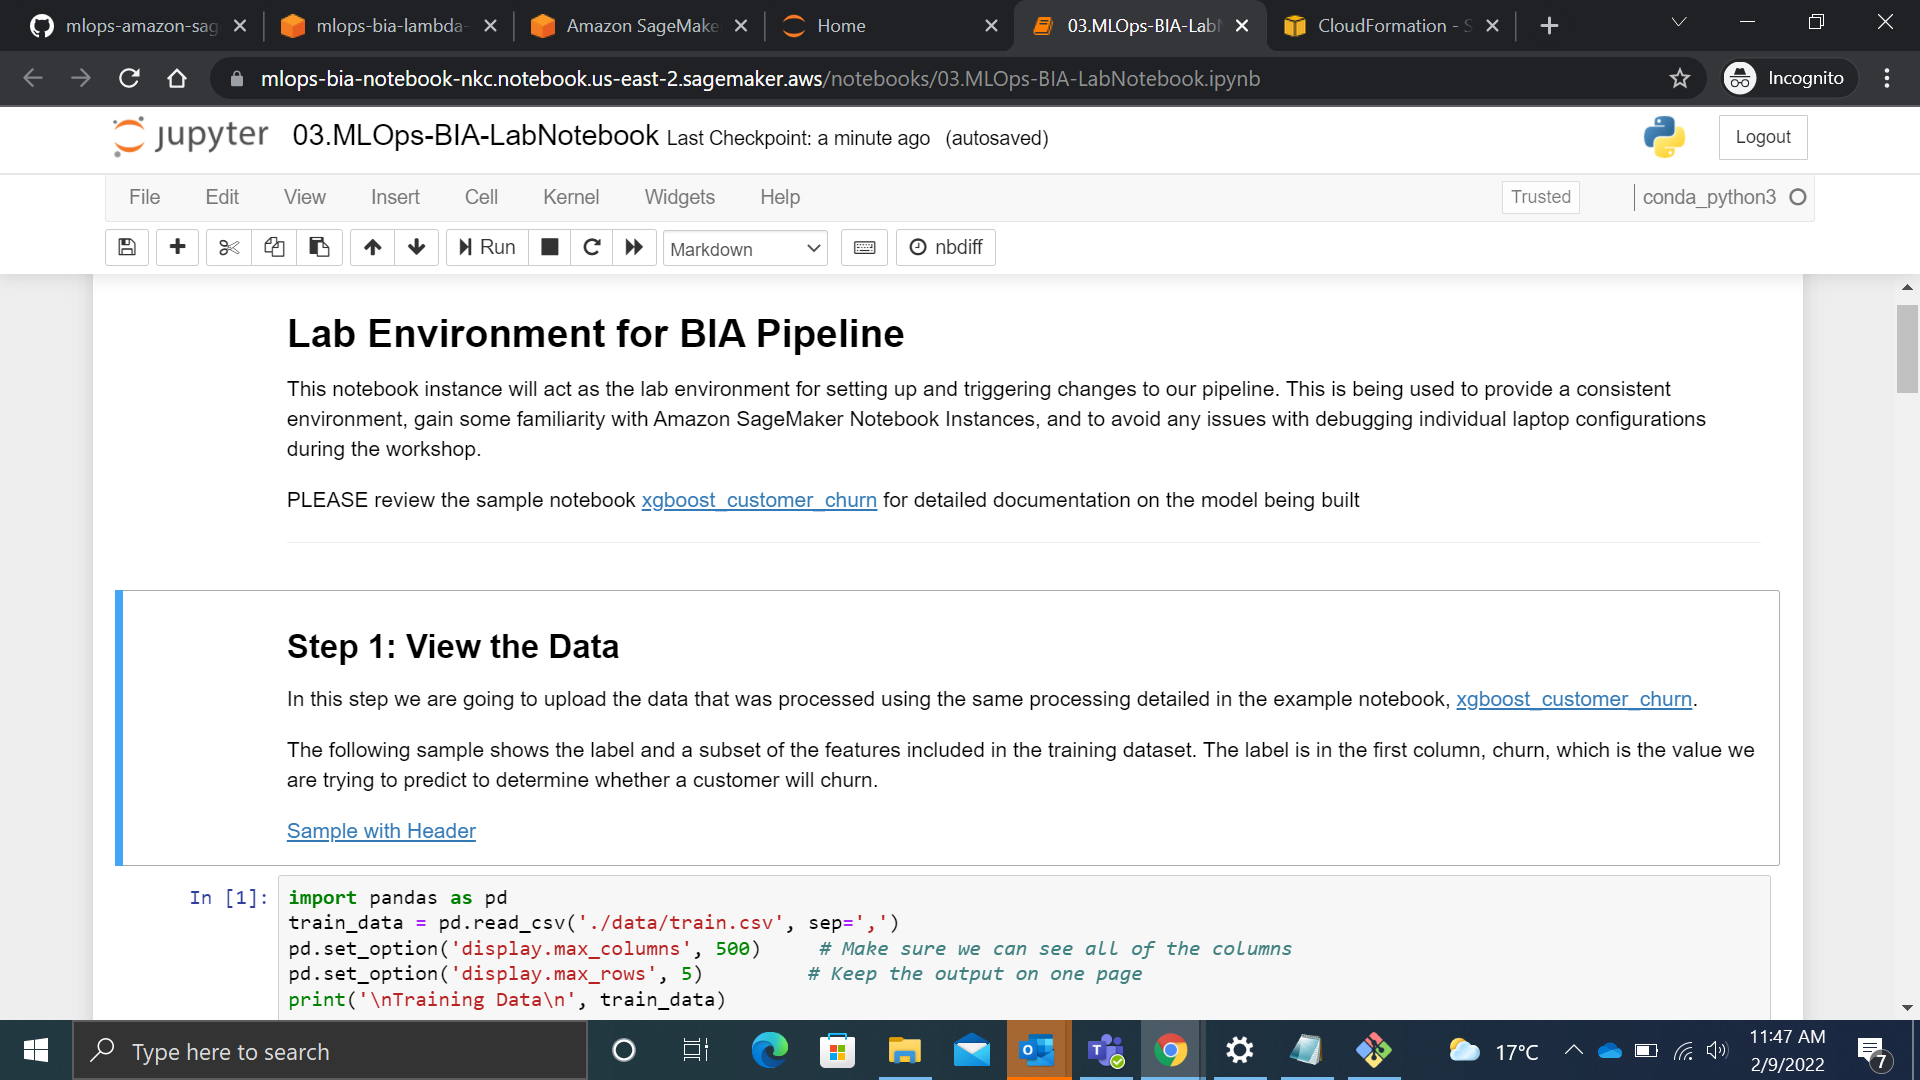 mlops-amazon-sag
mlops-bia-lambda-
Amazon SageMake
Home
03.MLOps-BIA-Lab
CloudFormation - S
mlops-bia-notebook-nkc.notebook.us-east-2.sagemaker.aws/notebooks/03.MLOps-BIA-LabNotebook.ipynb
Incognito
jupyter 03.MLOps-BIA-LabNotebook Last Checkpoint: a minute ago (autosaved)
Logout
File Edit View Insert Cell Kernel Widgets Help
Trusted
conda_python3
Run
Markdown
nbdiff
Lab Environment for BIA Pipeline
This notebook instance will act as the lab environment for setting up and triggering changes to our pipeline. This is being used to provide a consistent
environment, gain some familiarity with Amazon SageMaker Notebook Instances, and to avoid any issues with debugging individual laptop configurations
during the workshop.
PLEASE review the sample notebook xgboost_customer_churn for detailed documentation on the model being built
Step 1: View the Data
In this step we are going to upload the data that was processed using the same processing detailed in the example notebook, xgboost_customer_churn.
The following sample shows the label and a subset of the features included in the training dataset. The label is in the first column, churn, which is the value we
are trying to predict to determine whether a customer will churn.
Sample with Header
In [1]: import pandas as pd
train_data = pd.read_csv('./data/train.csv', sep=',')
pd.set_option('display.max_columns', 500) # Make sure we can see all of the columns
pd.set_option('display.max_rows', 5) # Keep the output on one page
print('\nTraining Data\n', train_data)
Type here to search
17°C
11:47 AM
2/9/2022
7